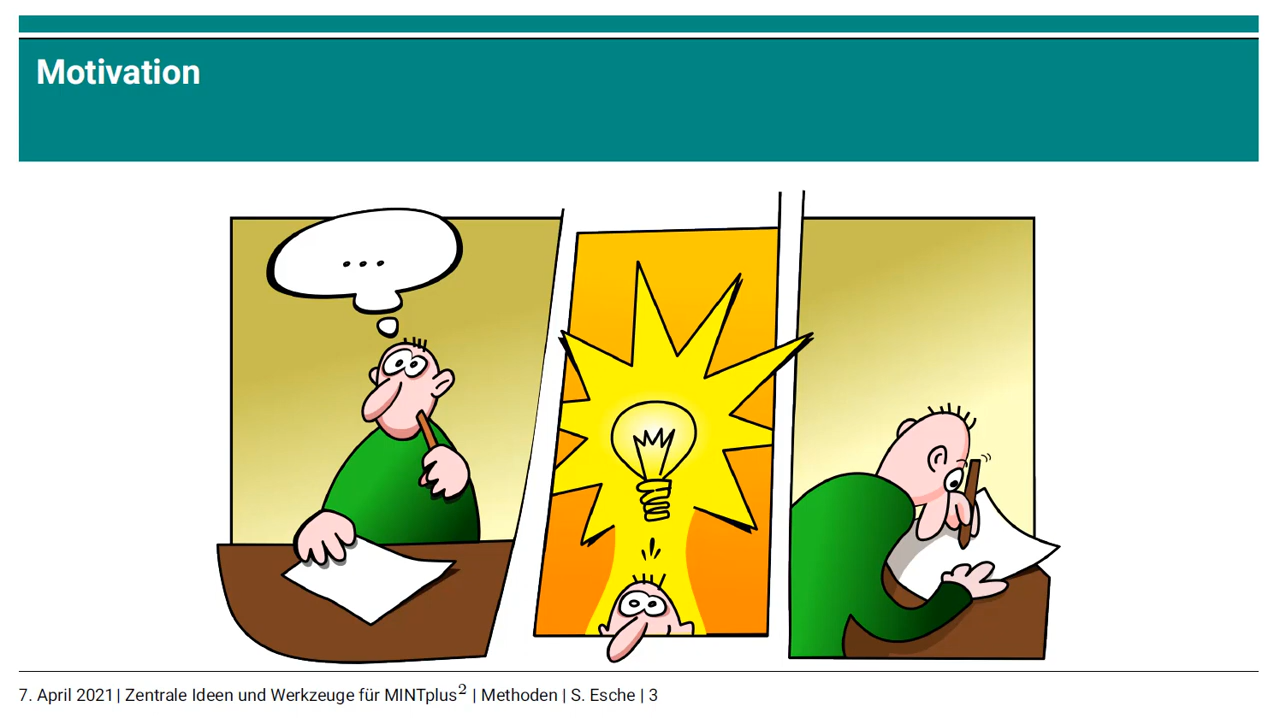 Motivation
...
7. April 2021 | Zentrale Ideen und Werkzeuge für MINTplus² | Methoden | S. Esche | 3